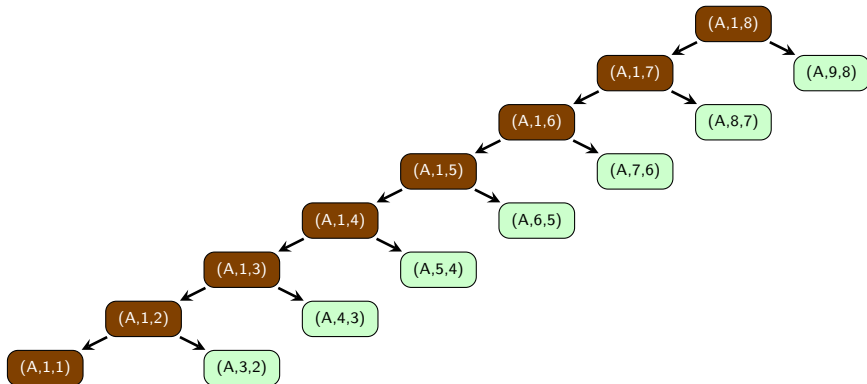 (A,1,8)
(A,1,7)
(A,9,8)
(A,1,6)
(A,8,7)
(A,1,5)
(A,7,6)
(A,1,4)
(A,6,5)
(A,1,3)
(A,5,4)
(A,1,2)
(A,4,3)
(A,1,1)
(A,3,2)